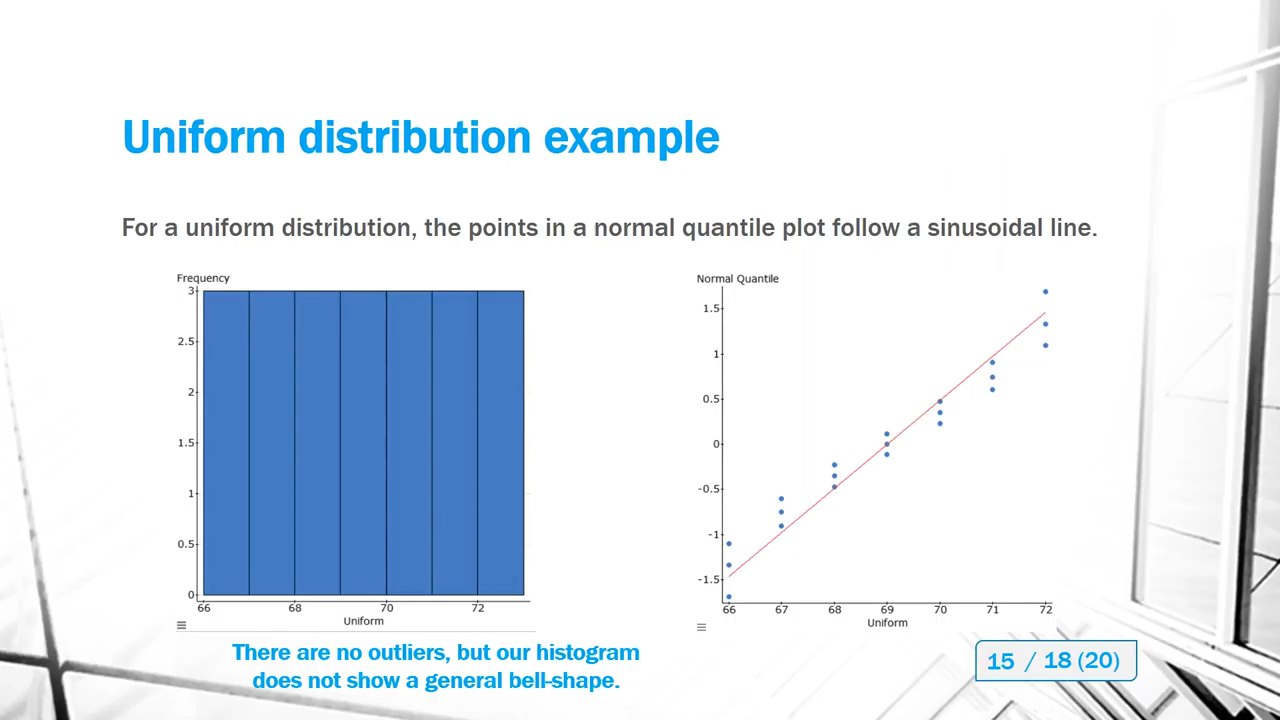 Uniform distribution example
For a uniform distribution, the points in a normal quantile plot follow a sinusoidal line.
Frequency
3
2.5
2
1.5
1
0.5
0
66 68 70 72
Uniform
Normal Quantile
1.5
1
0.5
0
-0.5
-1
-1.5
66 67 68 69 70 71 72
Uniform
There are no outliers, but our histogram
does not show a general bell-shape.
15 / 18 (20)